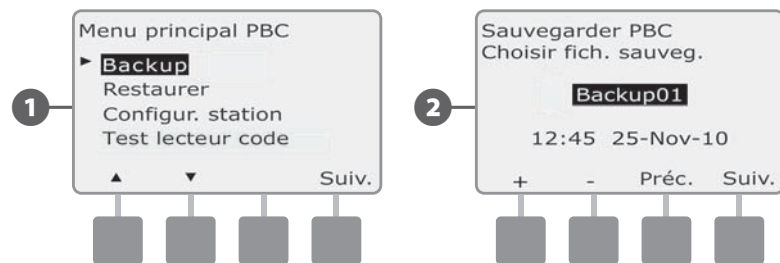 1
Menu principal PBC
► Backup
Restaurer
Configur. station
Test lecteur code
▲ ▼ Suiv.
2
Sauvegarder PBC
Choisir fich. sauveg.
Backup01
12:45 25-Nov-10
+ - Préc. Suiv.